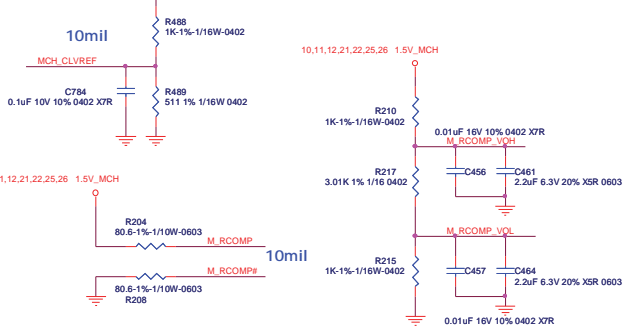 R488
1K-1%-1/16W-0402
10mil
MCH_CLVREF
C784
0.1uF 10V 10% 0402 X7R
R489
511 1% 1/16W 0402
10,11,12,21,22,25,26 1.5V_MCH
R210
1K-1%-1/16W-0402
0.01uF 16V 10% 0402 X7R
M_RCOMP_VOH
R217
3.01K 1% 1/16 0402
C456
C461
2.2uF 6.3V 20% X5R 0603
1,12,21,22,25,26 1.5V_MCH
R204
80.6-1%-1/10W-0603
M_RCOMP
10mil
M_RCOMP#
80.6-1%-1/10W-0603
R208
M_RCOMP_VOL
R215
1K-1%-1/16W-0402
C457
C464
2.2uF 6.3V 20% X5R 0603
0.01uF 16V 10% 0402 X7R